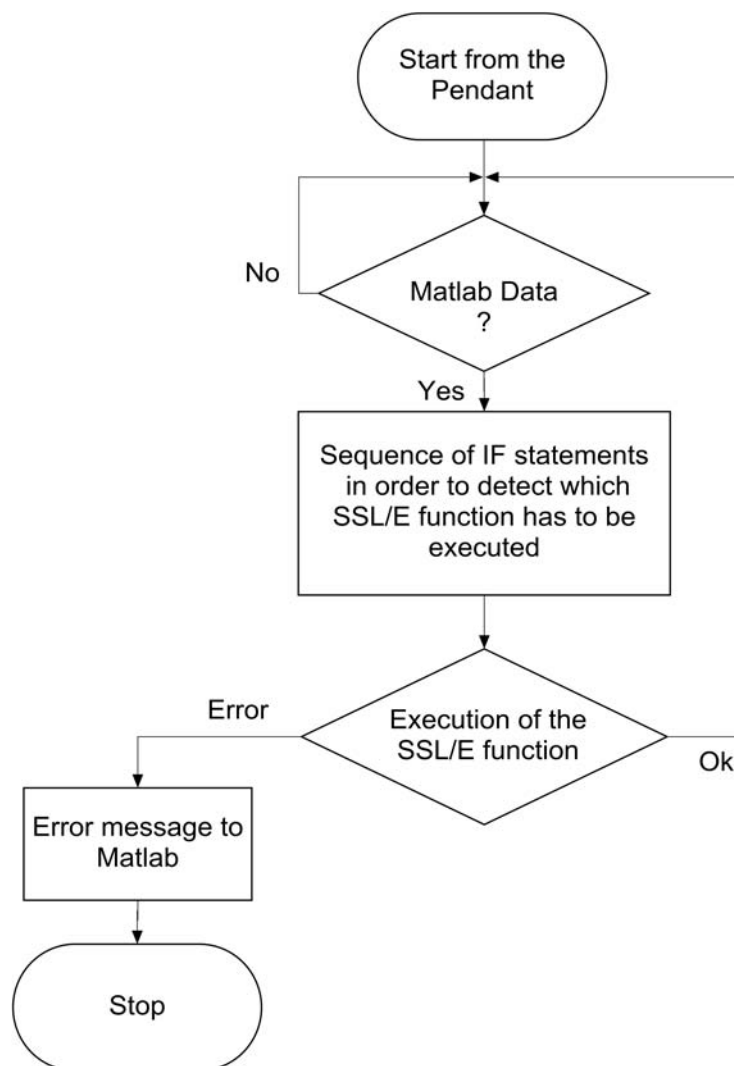 Start from the
Pendant
No
Matlab Data
?
Yes
Sequence of IF statements
in order to detect which
SSL/E function has to be
executed
Error
Execution of the
SSL/E function
Ok
Error message to
Matlab
Stop